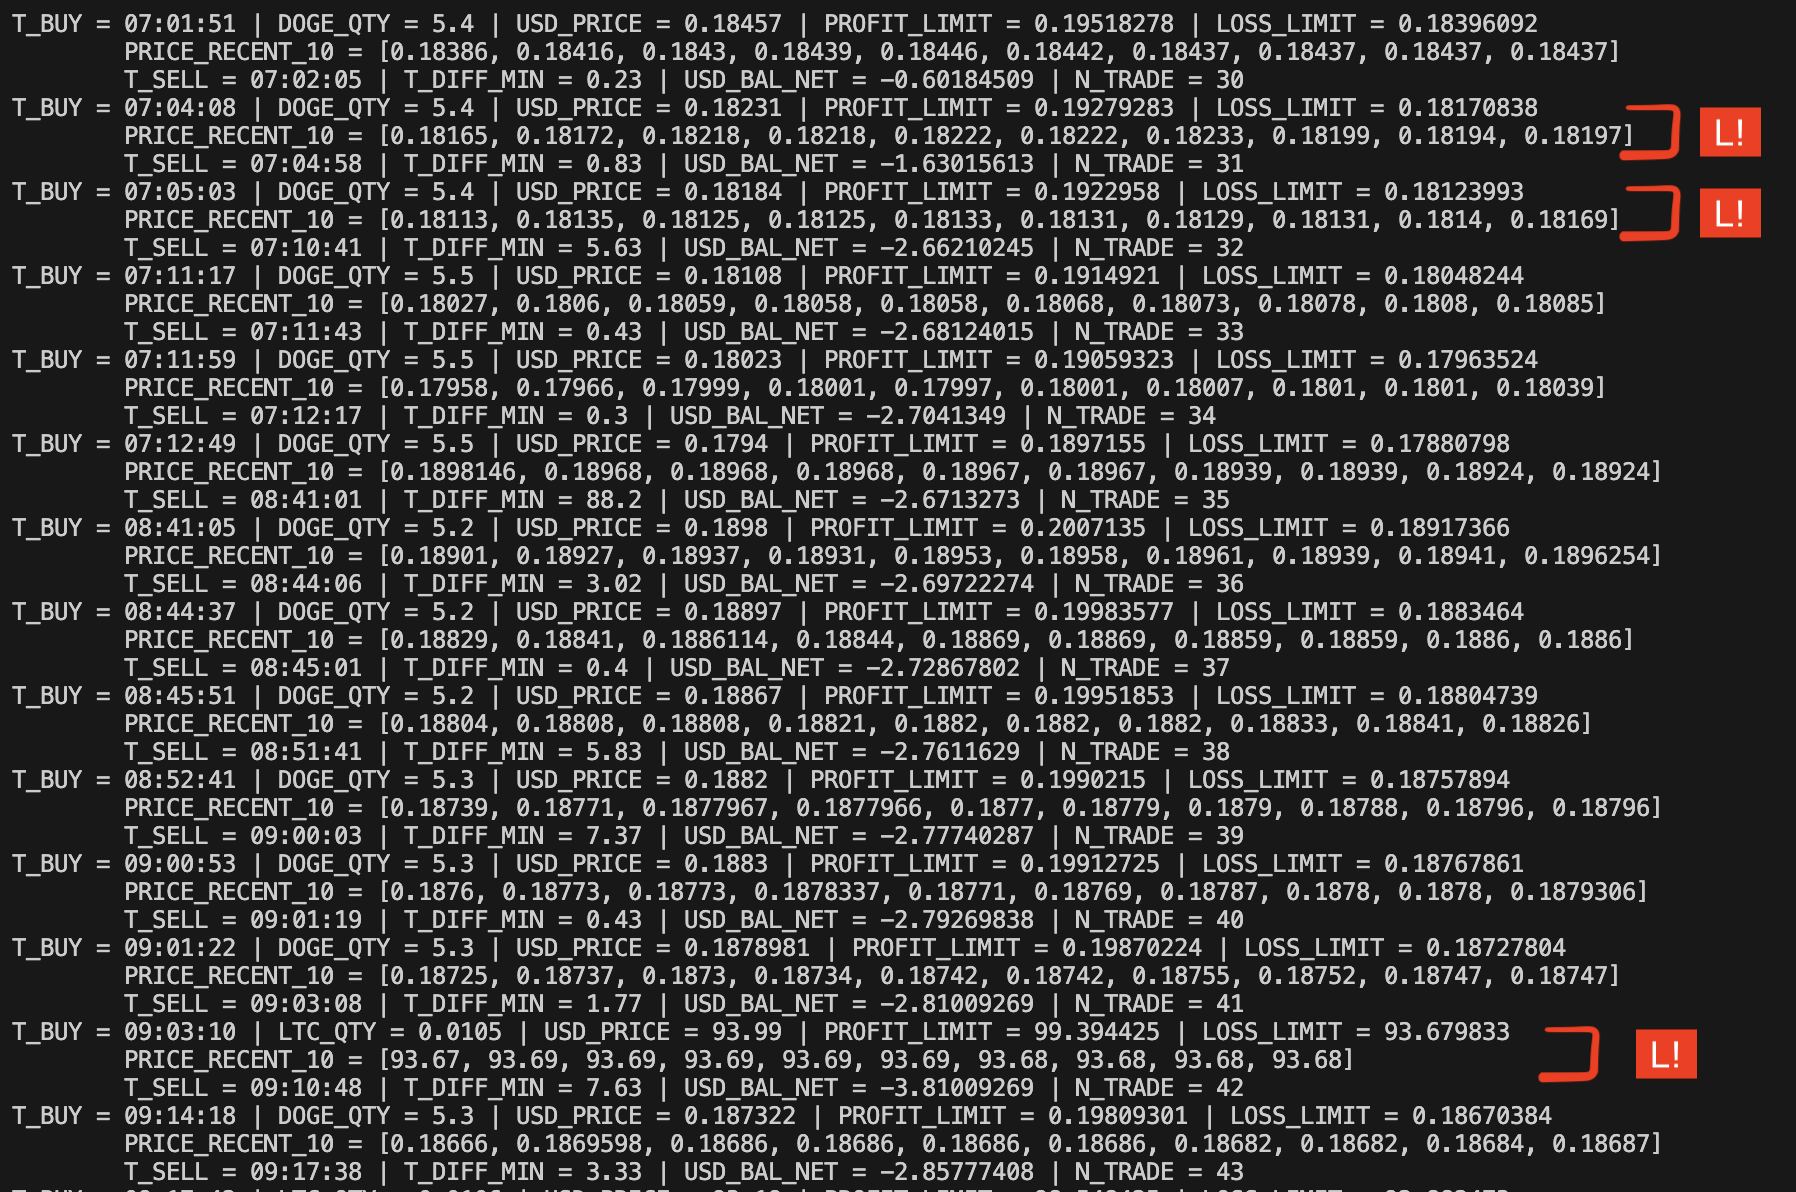 T_BUY = 07:01:51 | DOGE_QTY = 5.4 | USD_PRICE = 0.18457 | PROFIT_LIMIT = 0.19518278 | LOSS_LIMIT = 0.18396092
PRICE_RECENT_10 = [0.18386, 0.18416, 0.1843, 0.18439, 0.18446, 0.18442, 0.18437, 0.18437, 0.18437, 0.18437]
T_SELL = 07:02:05 | T_DIFF_MIN = 0.23 | USD_BAL_NET = -0.60184509 | N_TRADE = 30
T_BUY = 07:04:08 | DOGE_QTY = 5.4 | USD_PRICE = 0.18231 | PROFIT_LIMIT = 0.19279283 | LOSS_LIMIT = 0.18170838
PRICE_RECENT_10 = [0.18165, 0.18172, 0.18218, 0.18218, 0.18222, 0.18222, 0.18233, 0.18199, 0.18194, 0.18197] L!
T_SELL = 07:04:58 | T_DIFF_MIN = 0.83 | USD_BAL_NET = -1.63015613 | N_TRADE = 31
T_BUY = 07:05:03 | DOGE_QTY = 5.4 | USD_PRICE = 0.18184 | PROFIT_LIMIT = 0.1922958 | LOSS_LIMIT = 0.18123993
PRICE_RECENT_10 = [0.18113, 0.18135, 0.18125, 0.18125, 0.18133, 0.18131, 0.18129, 0.18131, 0.1814, 0.18169] L!
T_SELL = 07:10:41 | T_DIFF_MIN = 5.63 | USD_BAL_NET = -2.66210245 | N_TRADE = 32
T_BUY = 07:11:17 | DOGE_QTY = 5.5 | USD_PRICE = 0.18108 | PROFIT_LIMIT = 0.1914921 | LOSS_LIMIT = 0.18048244
PRICE_RECENT_10 = [0.18027, 0.1806, 0.18059, 0.18058, 0.18058, 0.18068, 0.18073, 0.18078, 0.1808, 0.18085]
T_SELL = 07:11:43 | T_DIFF_MIN = 0.43 | USD_BAL_NET = -2.68124015 | N_TRADE = 33
T_BUY = 07:11:59 | DOGE_QTY = 5.5 | USD_PRICE = 0.18023 | PROFIT_LIMIT = 0.19059323 | LOSS_LIMIT = 0.17963524
PRICE_RECENT_10 = [0.17958, 0.17966, 0.17999, 0.18001, 0.17997, 0.18001, 0.18007, 0.1801, 0.1801, 0.18039]
T_SELL = 07:12:17 | T_DIFF_MIN = 0.3 | USD_BAL_NET = -2.7041349 | N_TRADE = 34
T_BUY = 07:12:49 | DOGE_QTY = 5.5 | USD_PRICE = 0.1794 | PROFIT_LIMIT = 0.1897155 | LOSS_LIMIT = 0.17880798
PRICE_RECENT_10 = [0.1898146, 0.18968, 0.18968, 0.18968, 0.18967, 0.18967, 0.18939, 0.18939, 0.18924, 0.18924]
T_SELL = 08:41:01 | T_DIFF_MIN = 88.2 | USD_BAL_NET = -2.6713273 | N_TRADE = 35
T_BUY = 08:41:05 | DOGE_QTY = 5.2 | USD_PRICE = 0.1898 | PROFIT_LIMIT = 0.2007135 | LOSS_LIMIT = 0.18917366
PRICE_RECENT_10 = [0.18901, 0.18927, 0.18937, 0.18931, 0.18953, 0.18958, 0.18961, 0.18939, 0.18941, 0.1896254]
T_SELL = 08:44:06 | T_DIFF_MIN = 3.02 | USD_BAL_NET = -2.69722274 | N_TRADE = 36
T_BUY = 08:44:37 | DOGE_QTY = 5.2 | USD_PRICE = 0.18897 | PROFIT_LIMIT = 0.19983577 | LOSS_LIMIT = 0.1883464
PRICE_RECENT_10 = [0.18829, 0.18841, 0.1886114, 0.18844, 0.18869, 0.18869, 0.18859, 0.18859, 0.1886, 0.1886]
T_SELL = 08:45:01 | T_DIFF_MIN = 0.4 | USD_BAL_NET = -2.72867802 | N_TRADE = 37
T_BUY = 08:45:51 | DOGE_QTY = 5.2 | USD_PRICE = 0.18867 | PROFIT_LIMIT = 0.19951853 | LOSS_LIMIT = 0.18804739
PRICE_RECENT_10 = [0.18804, 0.18808, 0.18808, 0.18821, 0.1882, 0.1882, 0.1882, 0.18833, 0.18841, 0.18826]
T_SELL = 08:51:41 | T_DIFF_MIN = 5.83 | USD_BAL_NET = -2.7611629 | N_TRADE = 38
T_BUY = 08:52:41 | DOGE_QTY = 5.3 | USD_PRICE = 0.1882 | PROFIT_LIMIT = 0.1990215 | LOSS_LIMIT = 0.18757894
PRICE_RECENT_10 = [0.18739, 0.18771, 0.1877967, 0.1877966, 0.1877, 0.18779, 0.1879, 0.18788, 0.18796, 0.18796]
T_SELL = 09:00:03 | T_DIFF_MIN = 7.37 | USD_BAL_NET = -2.77740287 | N_TRADE = 39
T_BUY = 09:00:53 | DOGE_QTY = 5.3 | USD_PRICE = 0.1883 | PROFIT_LIMIT = 0.19912725 | LOSS_LIMIT = 0.18767861
PRICE_RECENT_10 = [0.1876, 0.18773, 0.18773, 0.1878337, 0.18771, 0.18769, 0.18787, 0.1878, 0.1878, 0.1879306]
T_SELL = 09:01:19 | T_DIFF_MIN = 0.43 | USD_BAL_NET = -2.79269838 | N_TRADE = 40
T_BUY = 09:01:22 | DOGE_QTY = 5.3 | USD_PRICE = 0.1878981 | PROFIT_LIMIT = 0.19870224 | LOSS_LIMIT = 0.18727804
PRICE_RECENT_10 = [0.18725, 0.18737, 0.1873, 0.18734, 0.18742, 0.18742, 0.18755, 0.18752, 0.18747, 0.18747]
T_SELL = 09:03:08 | T_DIFF_MIN = 1.77 | USD_BAL_NET = -2.81009269 | N_TRADE = 41
T_BUY = 09:03:10 | LTC_QTY = 0.0105 | USD_PRICE = 93.99 | PROFIT_LIMIT = 99.394425 | LOSS_LIMIT = 93.679833
PRICE_RECENT_10 = [93.67, 93.69, 93.69, 93.69, 93.69, 93.69, 93.68, 93.68, 93.68, 93.68] L!
T_SELL = 09:10:48 | T_DIFF_MIN = 7.63 | USD_BAL_NET = -3.81009269 | N_TRADE = 42
T_BUY = 09:14:18 | DOGE_QTY = 5.3 | USD_PRICE = 0.187322 | PROFIT_LIMIT = 0.19809301 | LOSS_LIMIT = 0.18670384
PRICE_RECENT_10 = [0.18666, 0.1869598, 0.18686, 0.18686, 0.18686, 0.18686, 0.18682, 0.18682, 0.18684, 0.18687]
T_SELL = 09:17:38 | T_DIFF_MIN = 3.33 | USD_BAL_NET = -2.85777408 | N_TRADE = 43